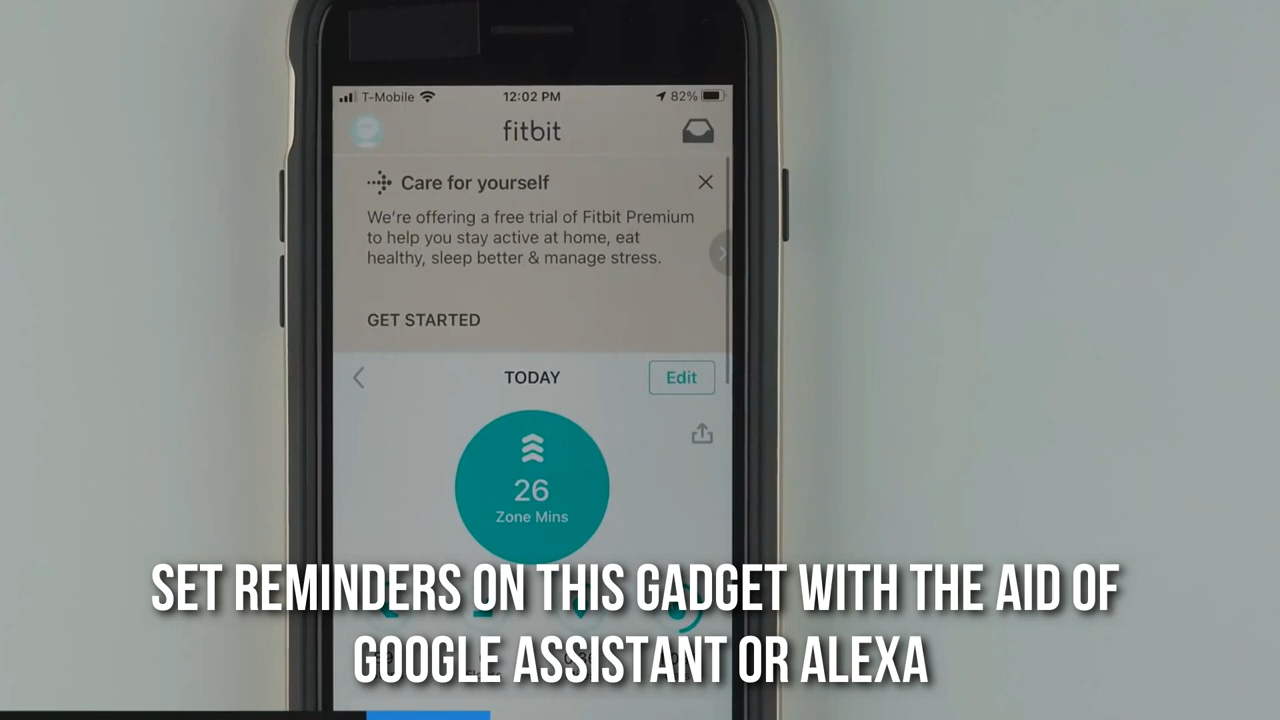 T-Mobile 12:02 PM 82%
fitbit
Care for yourself
We're offering a free trial of Fitbit Premium
to help you stay active at home, eat
healthy, sleep better & manage stress.
GET STARTED
TODAY Edit
26
Zone Mins
SET REMINDERS ON THIS GADGET WITH THE AID OF
GOOGLE ASSISTANT OR ALEXA